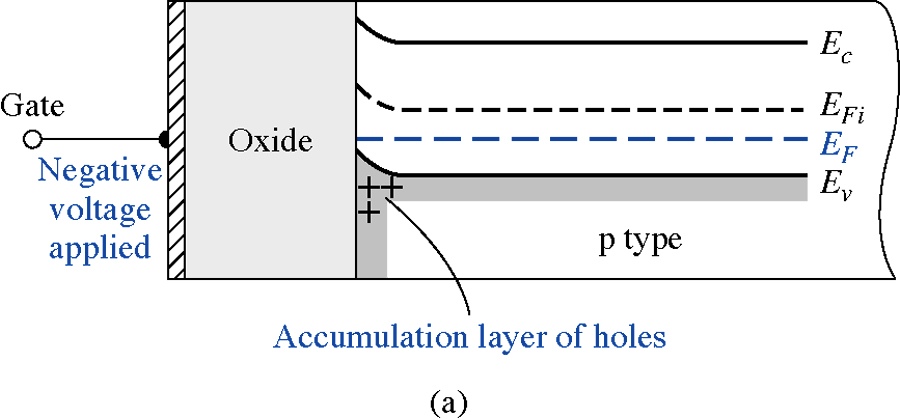 E_c
Gate
Oxide
E_Fi
E_F
Negative
voltage
applied
E_v
+ +
+
p type
Accumulation layer of holes
(a)